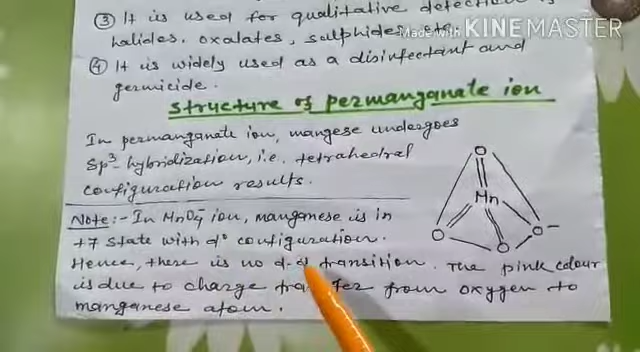 ③ It is used for qualitative detection
halides, oxalates, sulphides, etc.
Made with KINEMASTER
④ It is widely used as a disinfectant and
germicide.
structure of permanganate ion
In permanganate ion, mangese undergoes
Sp³-hybridization, i.e. tetrahedral
configuration results.
O
Mn
O
O
O-
Note:- In MnO₄⁻ ion, manganese is in
+7 state with d⁰ configuration.
Hence, there is no d-d transition. The pink colour
is due to charge transfer from oxygen to
manganese atom.